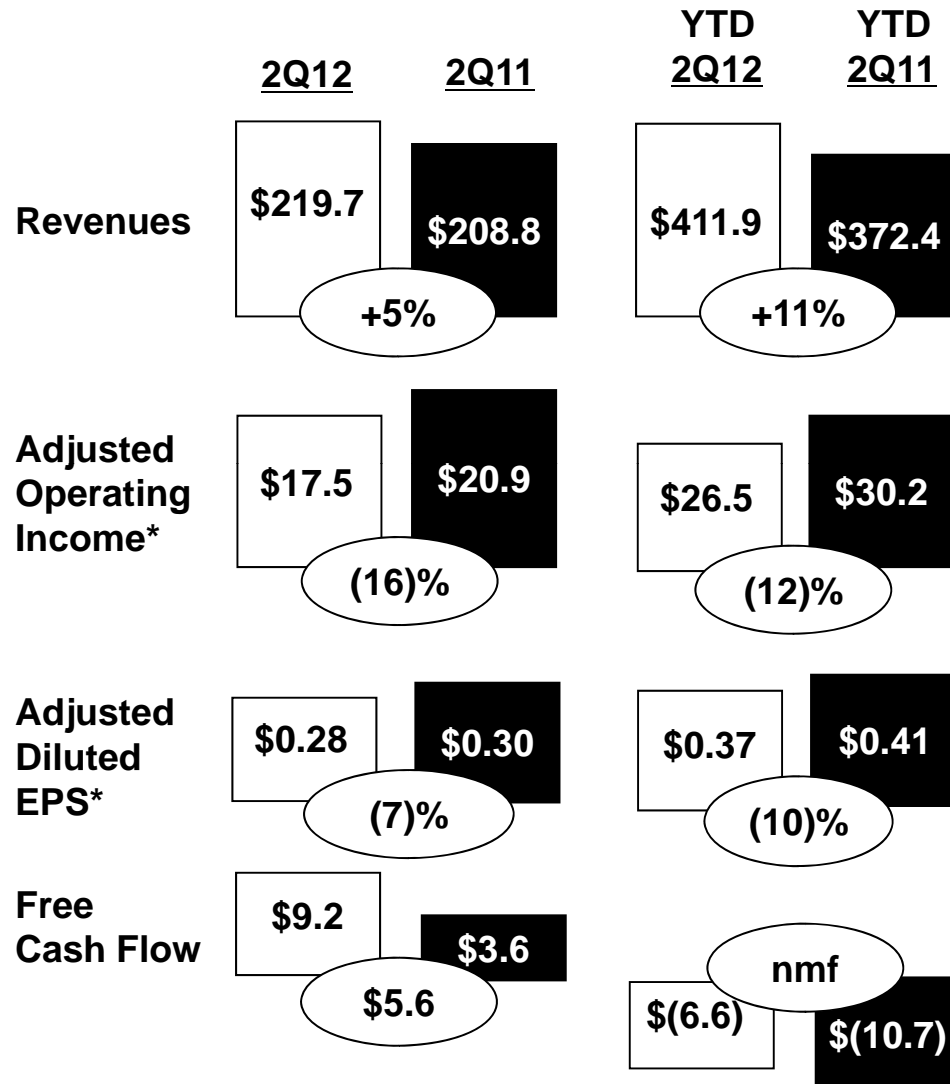 YTD YTD
2Q12 2Q11 2Q12 2Q11
Revenues $219.7 $208.8 $411.9 $372.4
+5% +11%
Adjusted
Operating
Income* $17.5 $20.9 $26.5 $30.2
(16)% (12)%
Adjusted
Diluted
EPS* $0.28 $0.30 $0.37 $0.41
(7)% (10)%
Free
Cash Flow $9.2 $3.6 $(6.6) $(10.7)
$5.6 nmf